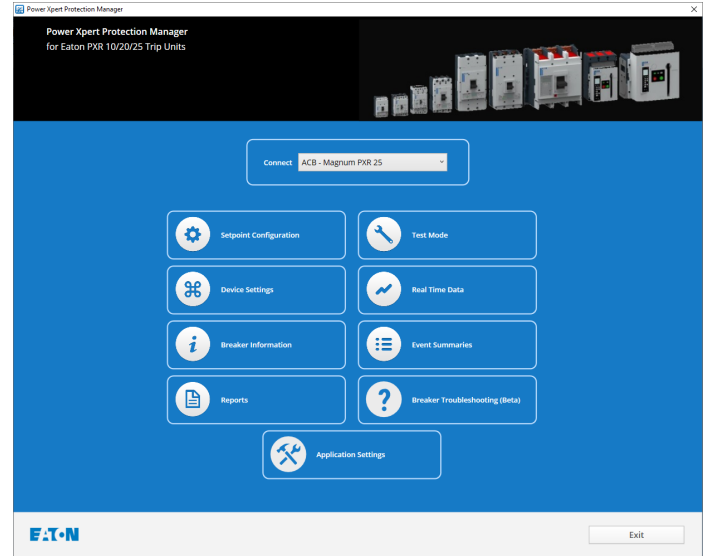 Power Xpert Protection Manager
Power Xpert Protection Manager
for Eaton PXR 10/20/25 Trip Units
Connect ACB - Magnum PXR 25
Setpoint Configuration
Test Mode
Device Settings
Real Time Data
Breaker Information
Event Summaries
Reports
Breaker Troubleshooting (Beta)
Application Settings
EATON
Exit